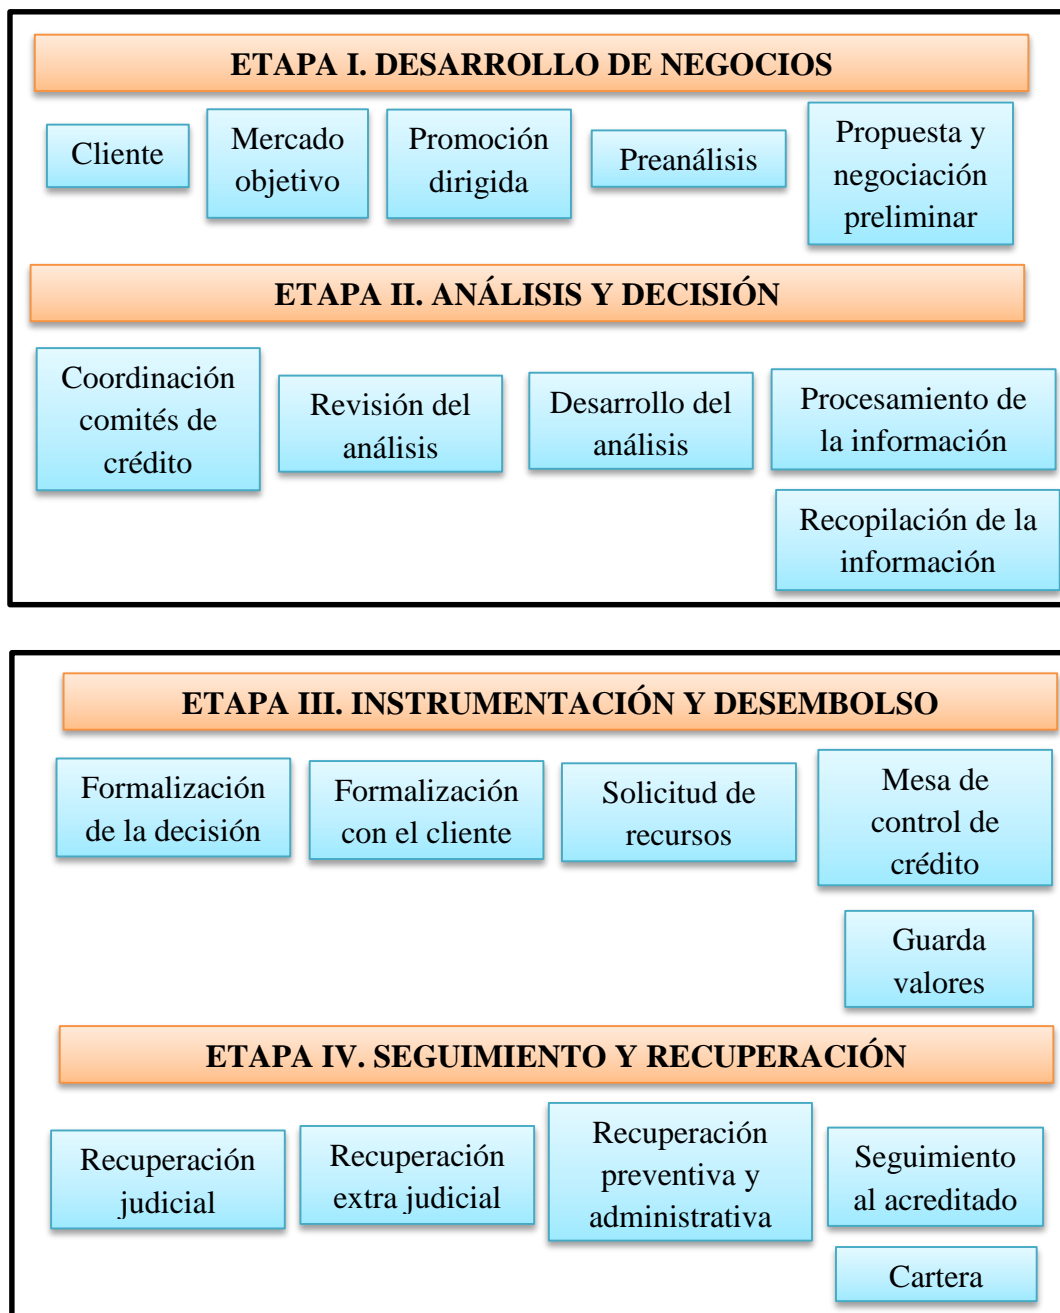 ETAPA I. DESARROLLO DE NEGOCIOS
Cliente
Mercado
objetivo
Promoción
dirigida
Preanálisis
Propuesta y
negociación
preliminar
ETAPA II. ANÁLISIS Y DECISIÓN
Coordinación
comités de
crédito
Revisión del
análisis
Desarrollo del
análisis
Procesamiento de
la información
Recopilación de la
información
ETAPA III. INSTRUMENTACIÓN Y DESEMBOLSO
Formalización
de la decisión
Formalización
con el cliente
Solicitud de
recursos
Mesa de
control de
crédito
Guarda
valores
ETAPA IV. SEGUIMIENTO Y RECUPERACIÓN
Recuperación
judicial
Recuperación
extra judicial
Recuperación
preventiva y
administrativa
Seguimiento
al acreditado
Cartera